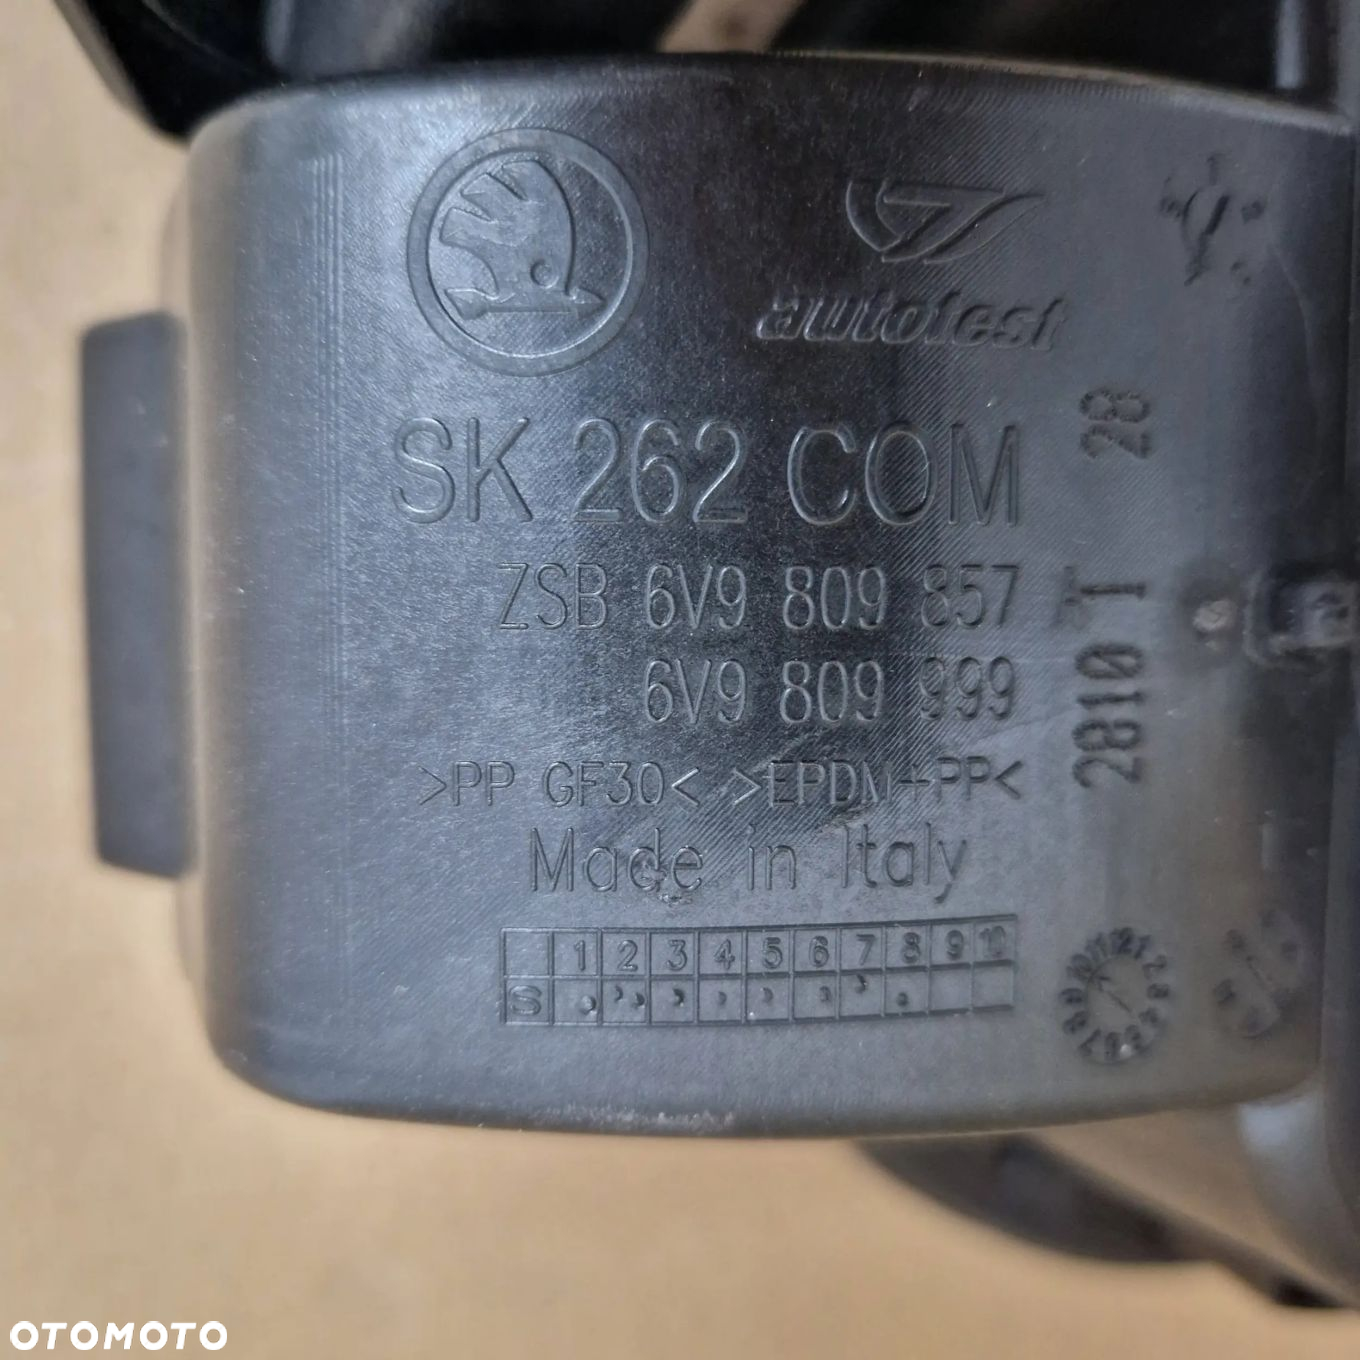 autotest
SK 262 COM
ZSB 6V9 809 857
6V9 809 999
>PP GF30< >EPDM+PP<
Made in Italy
1 2 3 4 5 6 7 8 9 10
S
2810 T 28
OTOMOTO